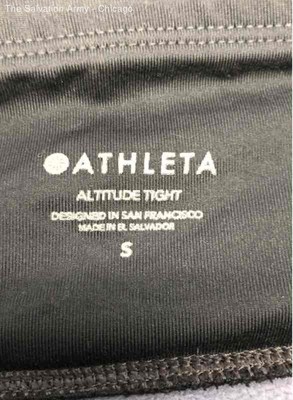 The Salvation Army - Chicago
ATHLETA
ALTITUDE TIGHT
DESIGNED IN SAN FRANCISCO
MADE IN EL SALVADOR
S